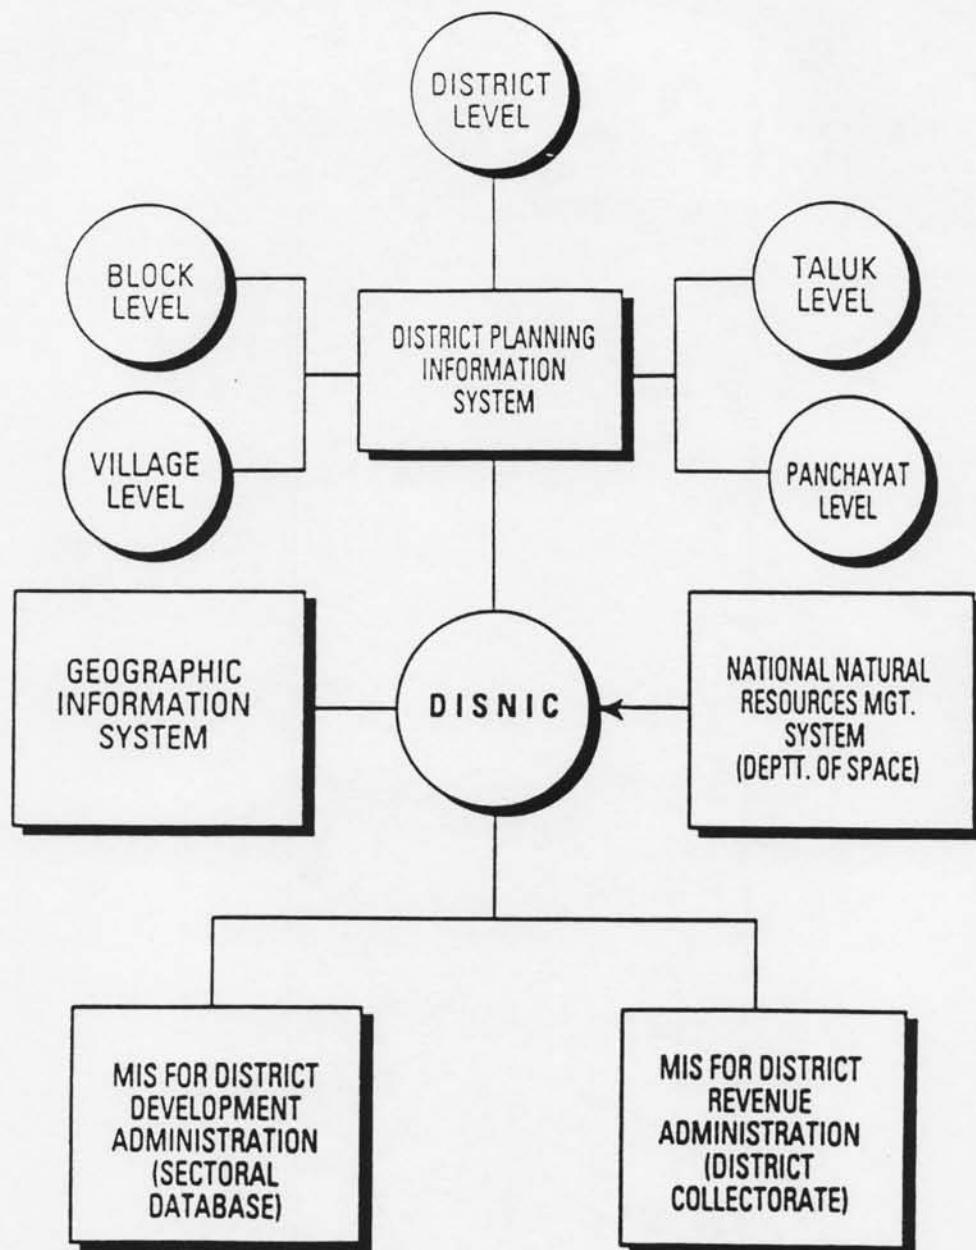 DISTRICT
LEVEL
BLOCK
LEVEL
TALUK
LEVEL
DISTRICT PLANNING
INFORMATION
SYSTEM
VILLAGE
LEVEL
PANCHAYAT
LEVEL
GEOGRAPHIC
INFORMATION
SYSTEM
DISNIC
NATIONAL NATURAL
RESOURCES MGT.
SYSTEM
(DEPTT. OF SPACE)
MIS FOR DISTRICT
DEVELOPMENT
ADMINISTRATION
(SECTORAL
DATABASE)
MIS FOR DISTRICT
REVENUE
ADMINISTRATION
(DISTRICT
COLLECTORATE)